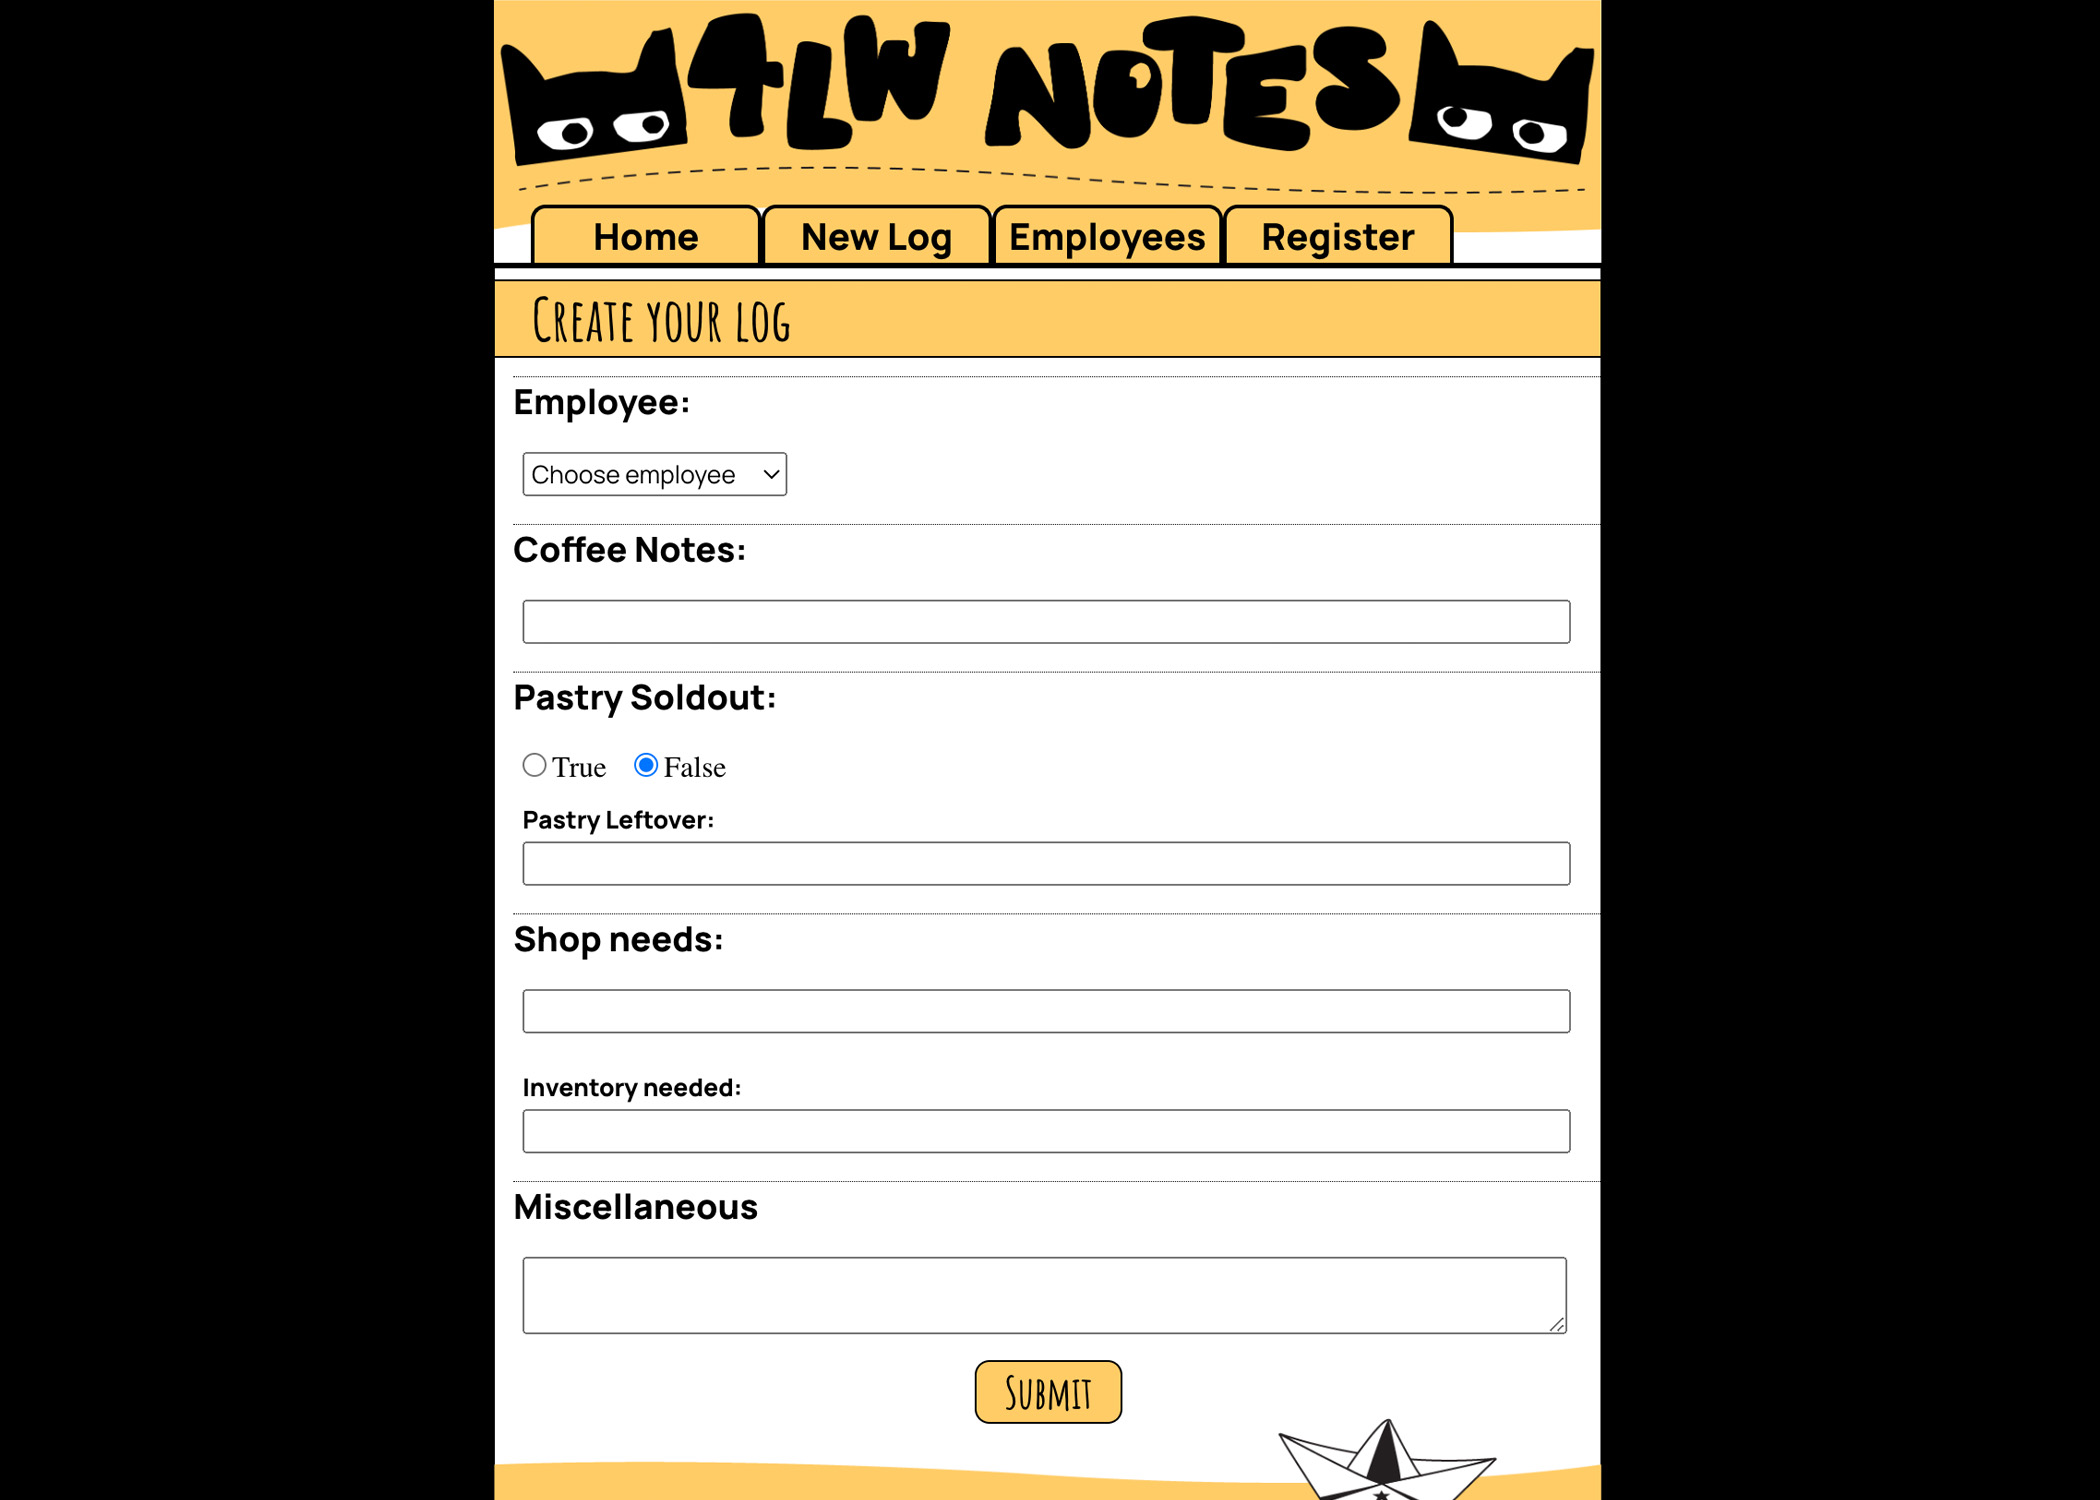 4LW NOTES
Home New Log Employees Register
Create your log
Employee:
Choose employee
Coffee Notes:
Pastry Soldout:
True False
Pastry Leftover:
Shop needs:
Inventory needed:
Miscellaneous
Submit